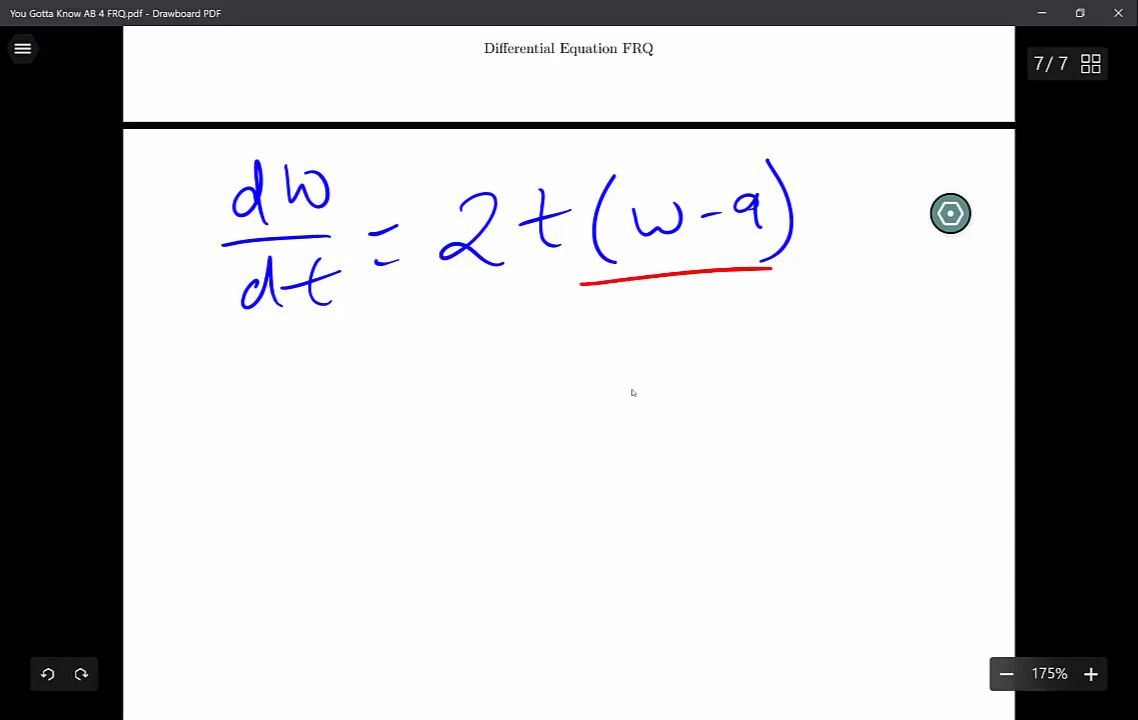 You Gotta Know AB 4 FRQ.pdf - Drawboard PDF
Differential Equation FRQ
7/7
dw/dt = 2t(w-9)
175%